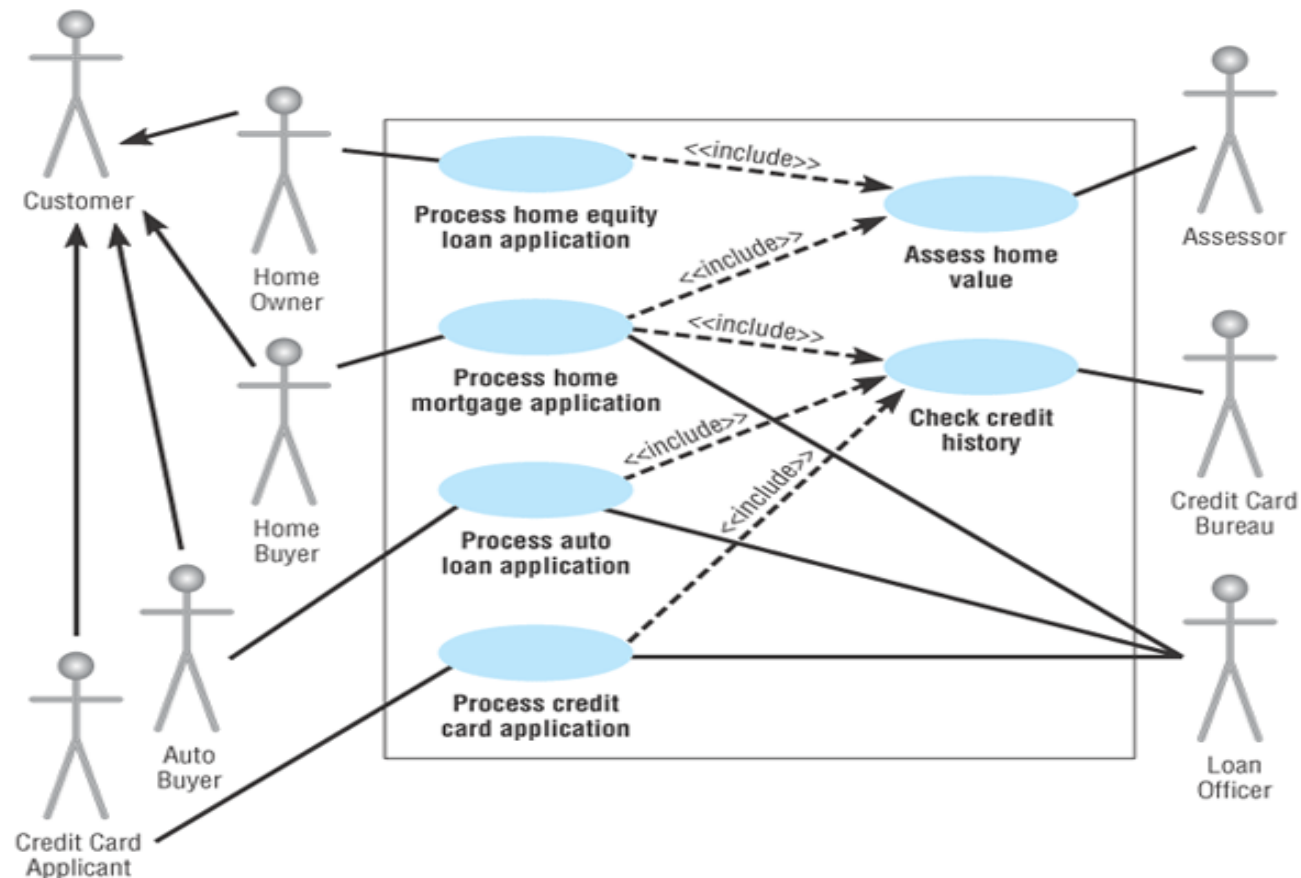 Customer
Home
Owner
Home
Buyer
Auto
Buyer
Credit Card
Applicant
Process home equity
loan application
Process home
mortgage application
Process auto
loan application
Process credit
card application
<<include>>
<<include>>
<<include>>
<<include>>
<<include>>
Assess home
value
Check credit
history
Assessor
Credit Card
Bureau
Loan
Officer